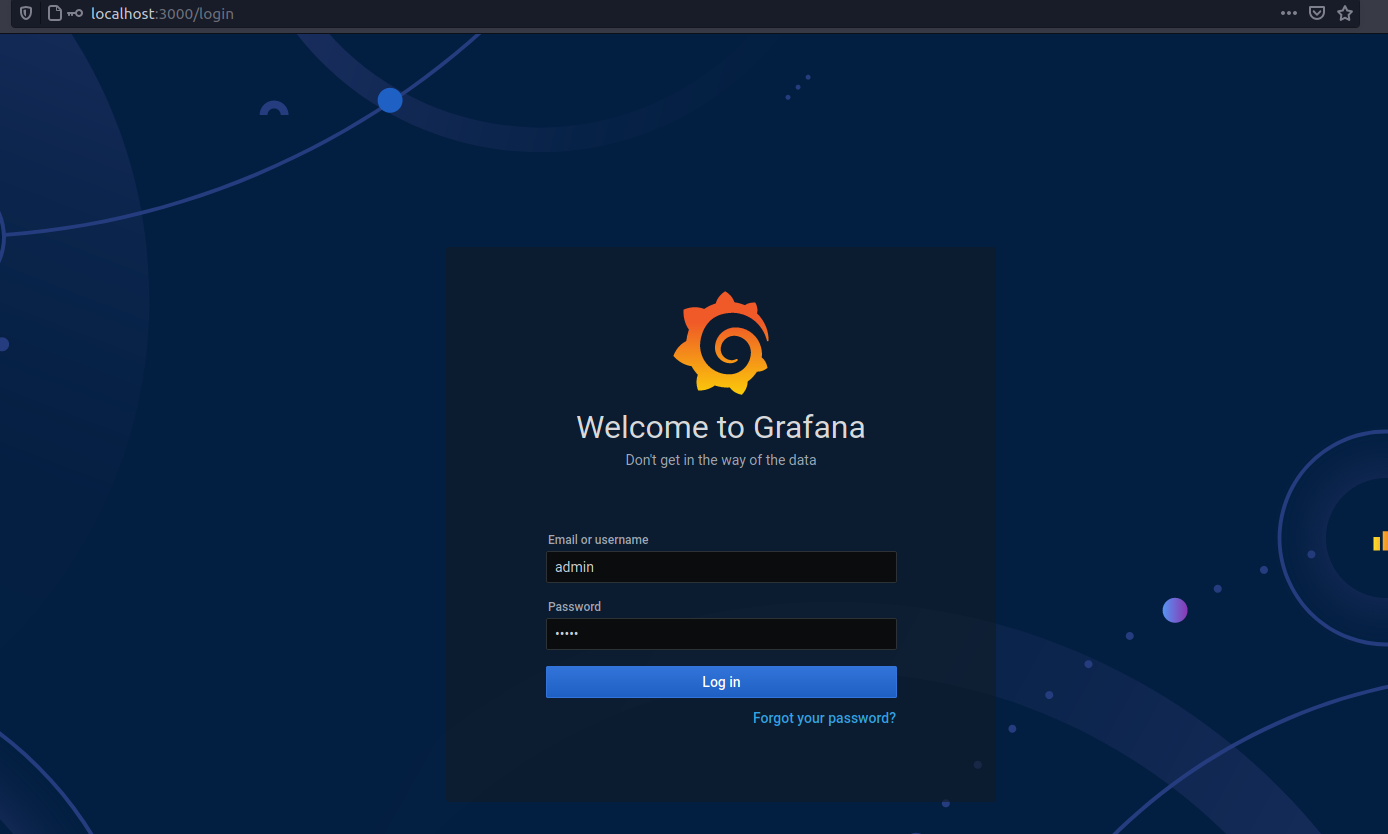 localhost:3000/login
Welcome to Grafana
Don't get in the way of the data
Email or username
admin
Password
•••••
Log in
Forgot your password?